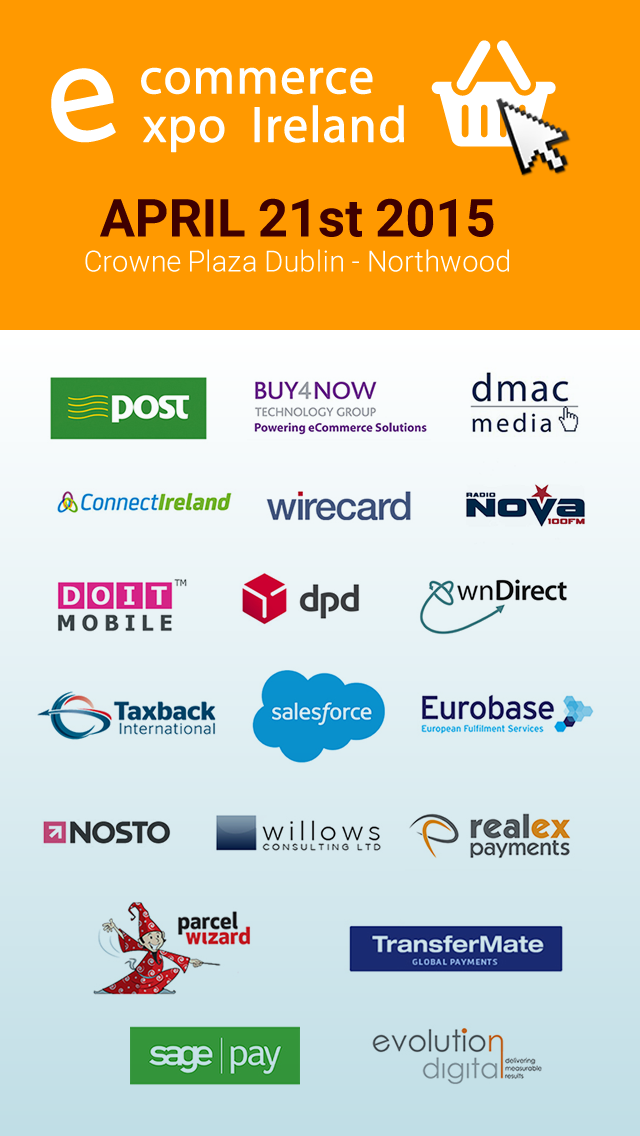 e commerce
xpo Ireland
APRIL 21st 2015
Crowne Plaza Dublin - Northwood
post
BUY4NOW
TECHNOLOGY GROUP
Powering eCommerce Solutions
dmac
media
ConnectIreland
wirecard
RADIO
NOVA
100FM
DOIT™
MOBILE
dpd
wnDirect
Taxback
International
salesforce
Eurobase
European Fulfilment Services
NOSTO
willows
CONSULTING LTD
realex
payments
parcel
wizard
TransferMate
GLOBAL PAYMENTS
sage pay
evolution
digital
delivering
measurable
results